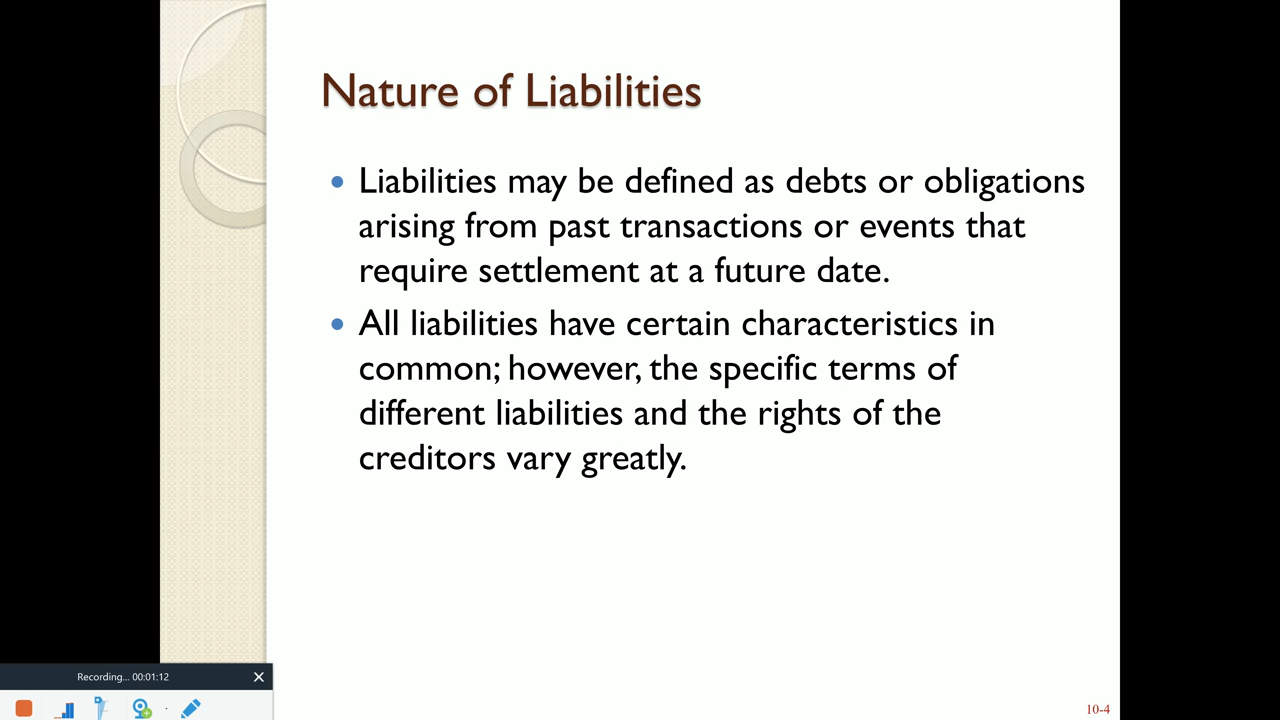 Nature of Liabilities
Liabilities may be defined as debts or obligations
arising from past transactions or events that
require settlement at a future date.
All liabilities have certain characteristics in
common; however, the specific terms of
different liabilities and the rights of the
creditors vary greatly.
Recording... 00:01:12
10-4